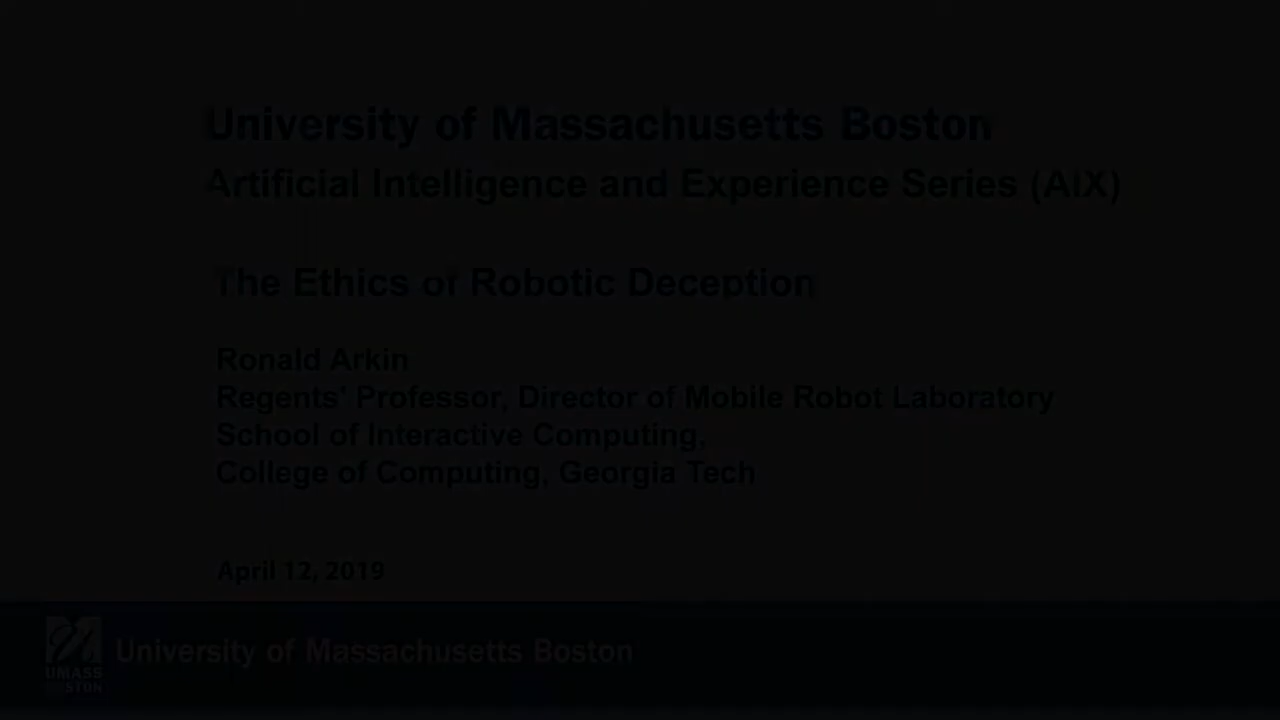 University of Massachusetts Boston
Artificial Intelligence and Experience Series (AIX)
The Ethics of Robotic Deception
Ronald Arkin
Regents' Professor, Director of Mobile Robot Laboratory
School of Interactive Computing,
College of Computing, Georgia Tech
April 12, 2019
UMASS
BOSTON
University of Massachusetts Boston